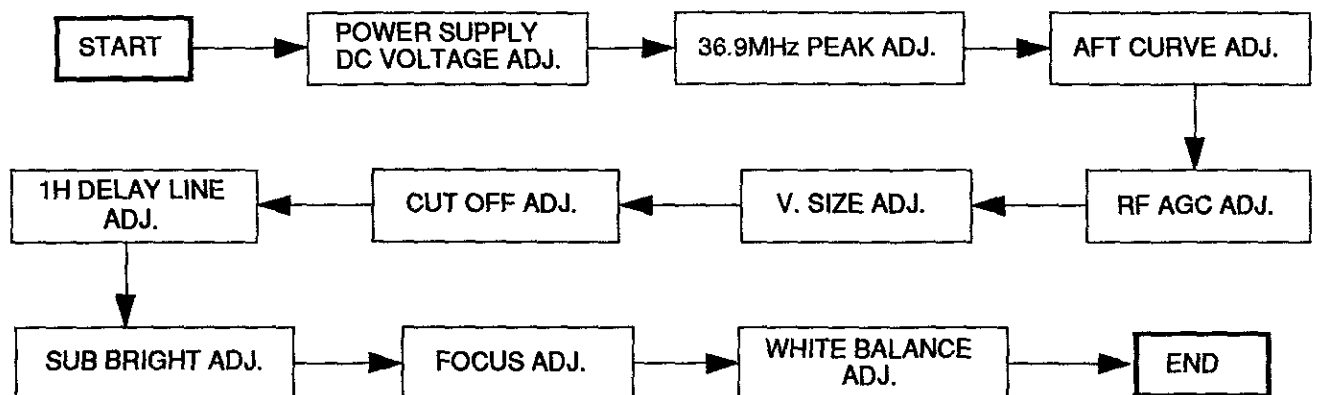 START
POWER SUPPLY
DC VOLTAGE ADJ.
36.9MHz PEAK ADJ.
AFT CURVE ADJ.
RF AGC ADJ.
V. SIZE ADJ.
CUT OFF ADJ.
1H DELAY LINE
ADJ.
SUB BRIGHT ADJ.
FOCUS ADJ.
WHITE BALANCE
ADJ.
END